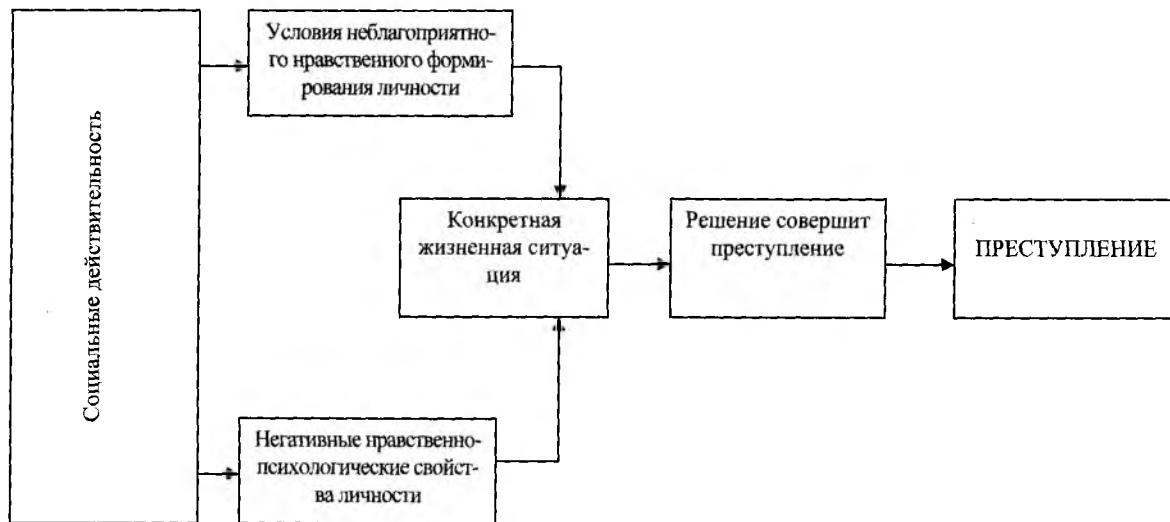 Социальные действительность
Условия неблагоприятно-
го нравственного форми-
рования личности
Конкретная
жизненная ситуа-
ция
Решение совершит
преступление
ПРЕСТУПЛЕНИЕ
Негативные нравственно-
психологические свойст-
ва личности